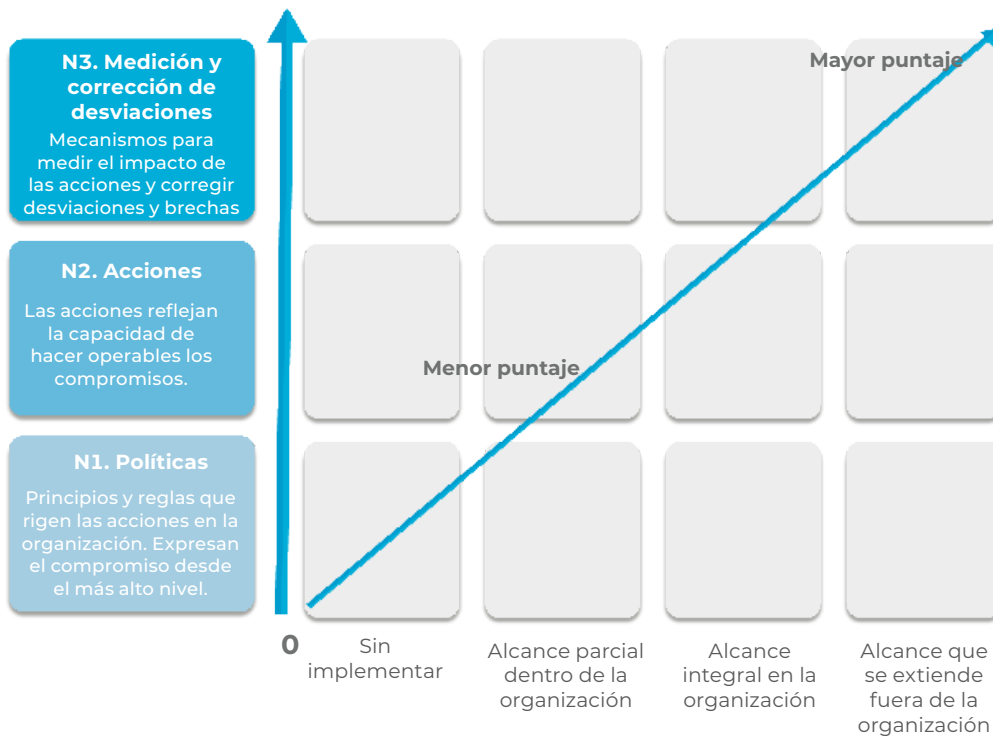 N3. Medición y
corrección de
desviaciones
Mecanismos para
medir el impacto de
las acciones y corregir
desviaciones y brechas
Mayor puntaje
N2. Acciones
Las acciones reflejan
la capacidad de
hacer operables los
compromisos.
Menor puntaje
N1. Políticas
Principios y reglas que
rigen las acciones en la
organización. Expresan
el compromiso desde
el más alto nivel.
0
Sin
implementar
Alcance parcial
dentro de la
organización
Alcance
integral en la
organización
Alcance que
se extiende
fuera de la
organización